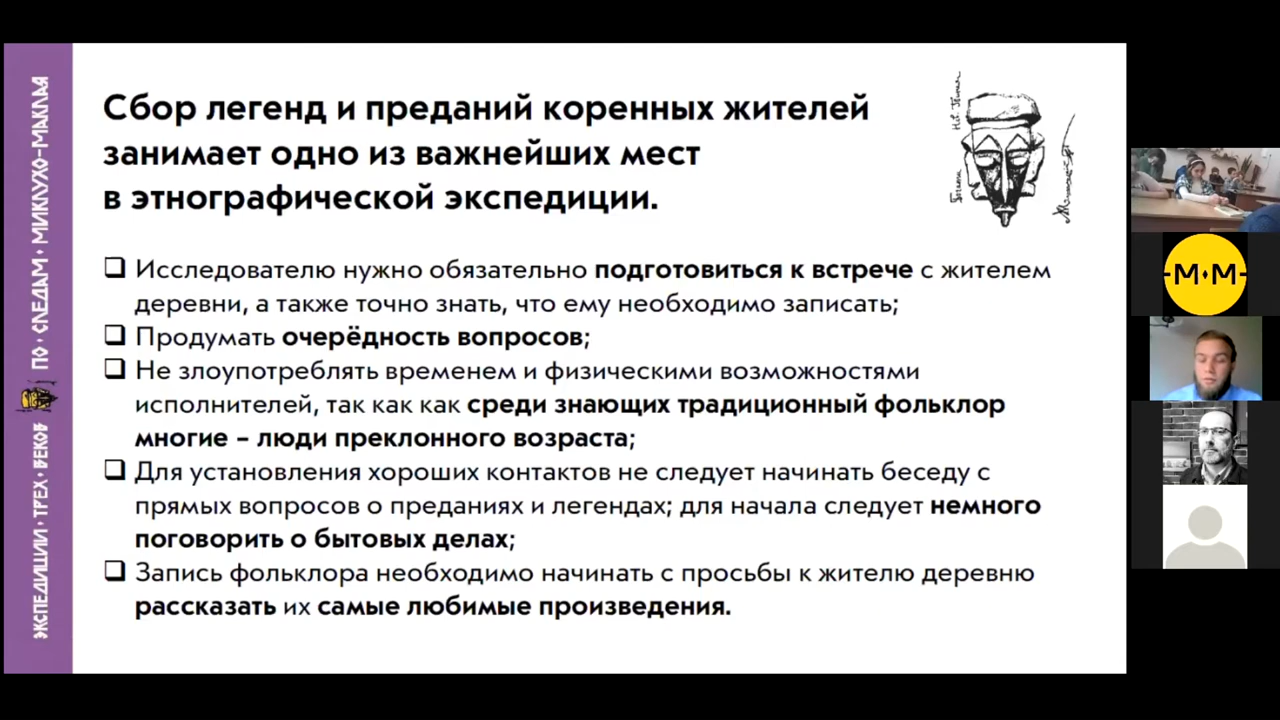 Сбор легенд и преданий коренных жителей
занимает одно из важнейших мест
в этнографической экспедиции.
Исследователю нужно обязательно подготовиться к встрече с жителем
деревни, а также точно знать, что ему необходимо записать;
Продумать очерёдность вопросов;
Не злоупотреблять временем и физическими возможностями
исполнителей, так как как среди знающих традиционный фольклор
многие – люди преклонного возраста;
Для установления хороших контактов не следует начинать беседу с
прямых вопросов о преданиях и легендах; для начала следует немного
поговорить о бытовых делах;
Запись фольклора необходимо начинать с просьбы к жителю деревню
рассказать их самые любимые произведения.
ЭКСПЕДИЦИИ · ТРЕХ · ВЕКОВ
ПО · СЛЕДАМ · МИКЛУХО-МАКЛАЯ
-М·М-